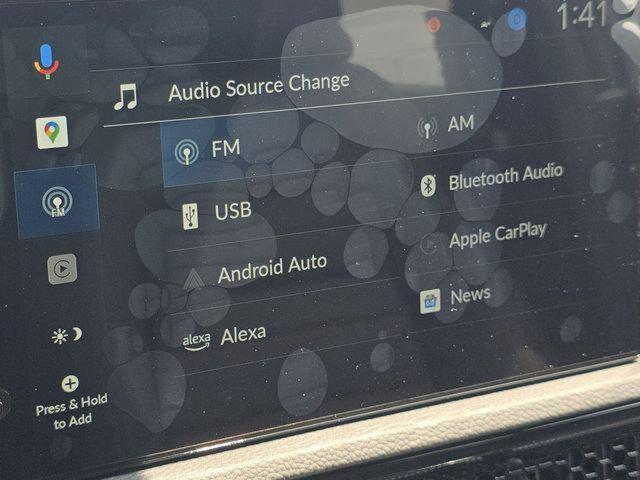 1:41
Audio Source Change
FM
AM
FM
USB
Bluetooth Audio
Android Auto
Apple CarPlay
alexa
Alexa
News
Press & Hold
to Add